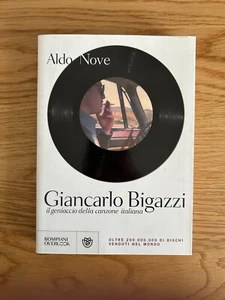 Aldo Nove
Giancarlo Bigazzi
il geniaccio della canzone italiana
BOMPIANI
OVERLOOK
OLTRE 200.000.000 DI DISCHI
VENDUTI NEL MONDO